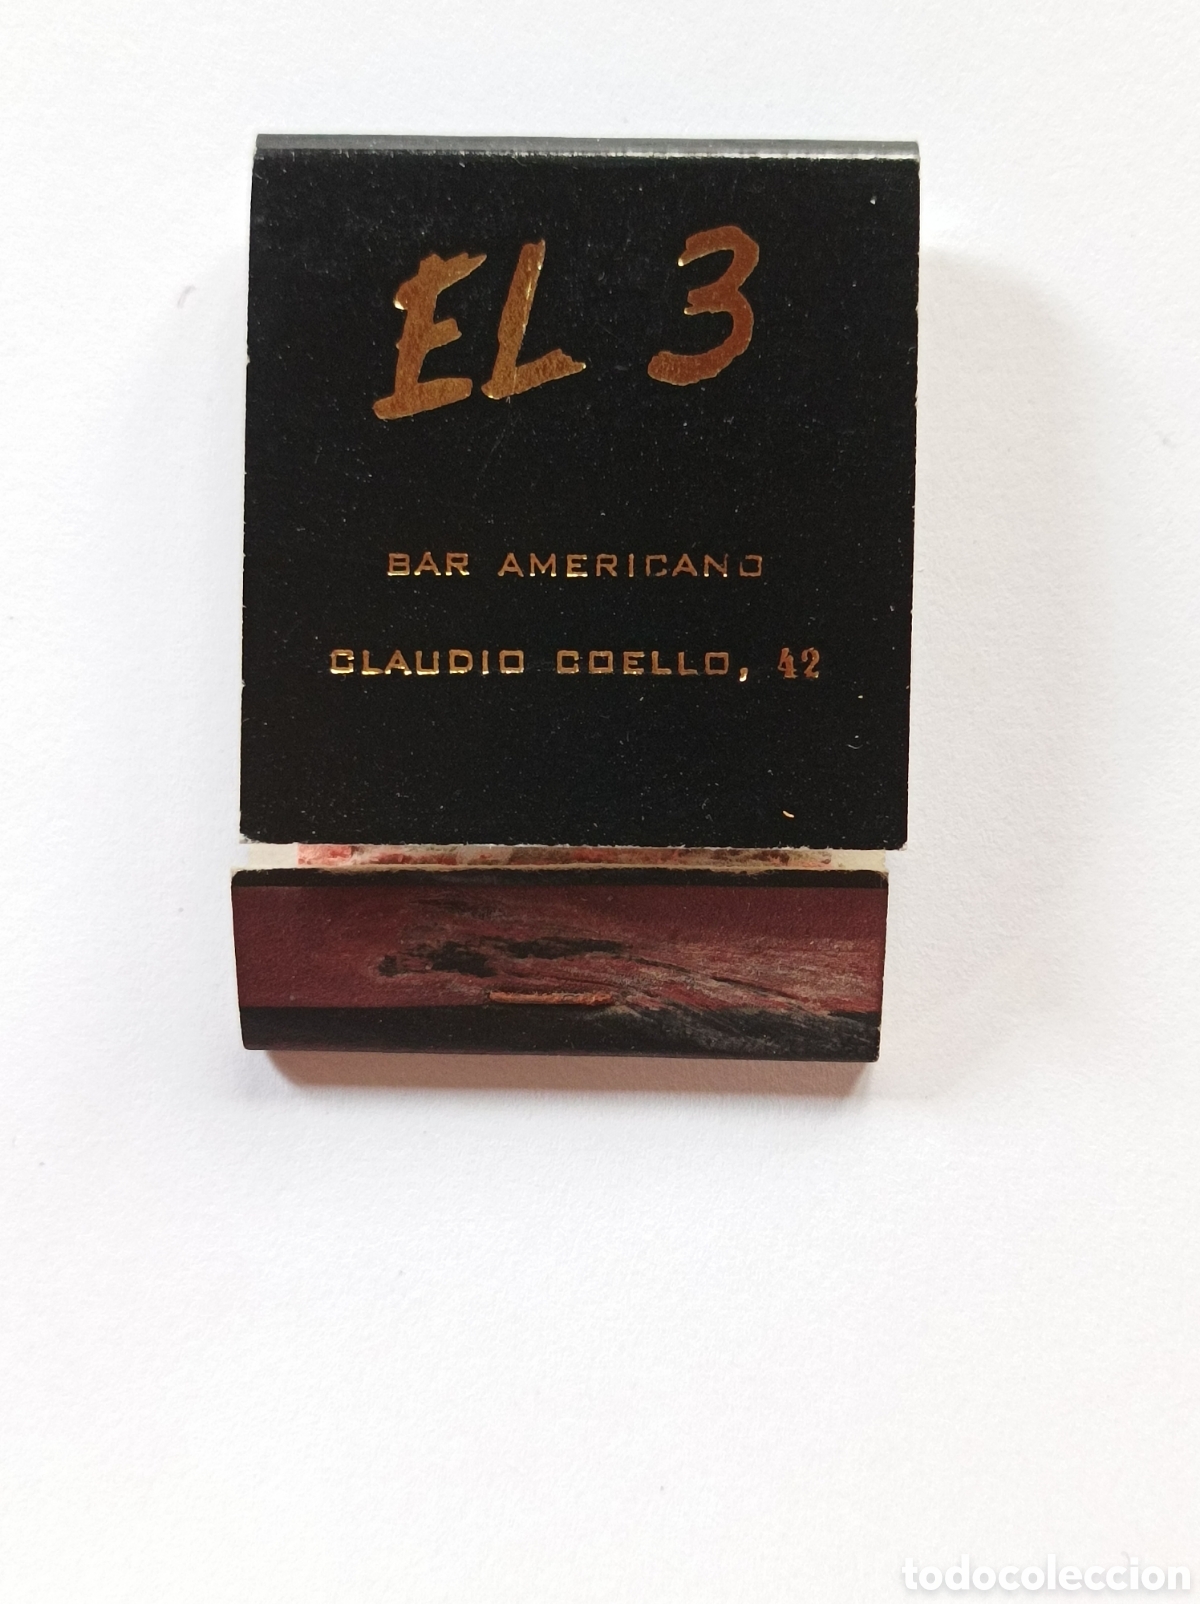 EL 3
BAR AMERICANO
CLAUDIO COELLO, 42
todocoleccion